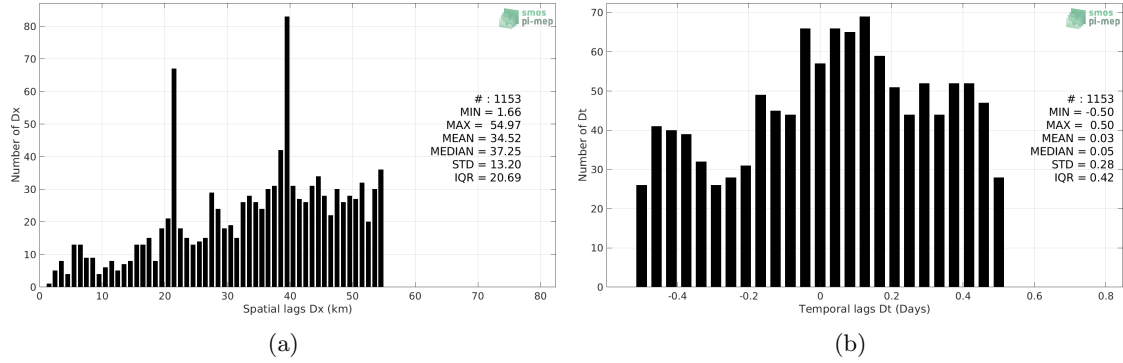 80
70
60
50
40
30
20
10
0
Number of Dx
0 10 20 30 40 50 60 70 80
Spatial lags Dx (km)
smos
pi-mep
# : 1153
MIN = 1.66
MAX = 54.97
MEAN = 34.52
MEDIAN = 37.25
STD = 13.20
IQR = 20.69
(a)
70
60
50
40
30
20
10
0
Number of Dt
-0.4 -0.2 0 0.2 0.4 0.6 0.8
Temporal lags Dt (Days)
smos
pi-mep
# : 1153
MIN = -0.50
MAX = 0.50
MEAN = 0.03
MEDIAN = 0.05
STD = 0.28
IQR = 0.42
(b)